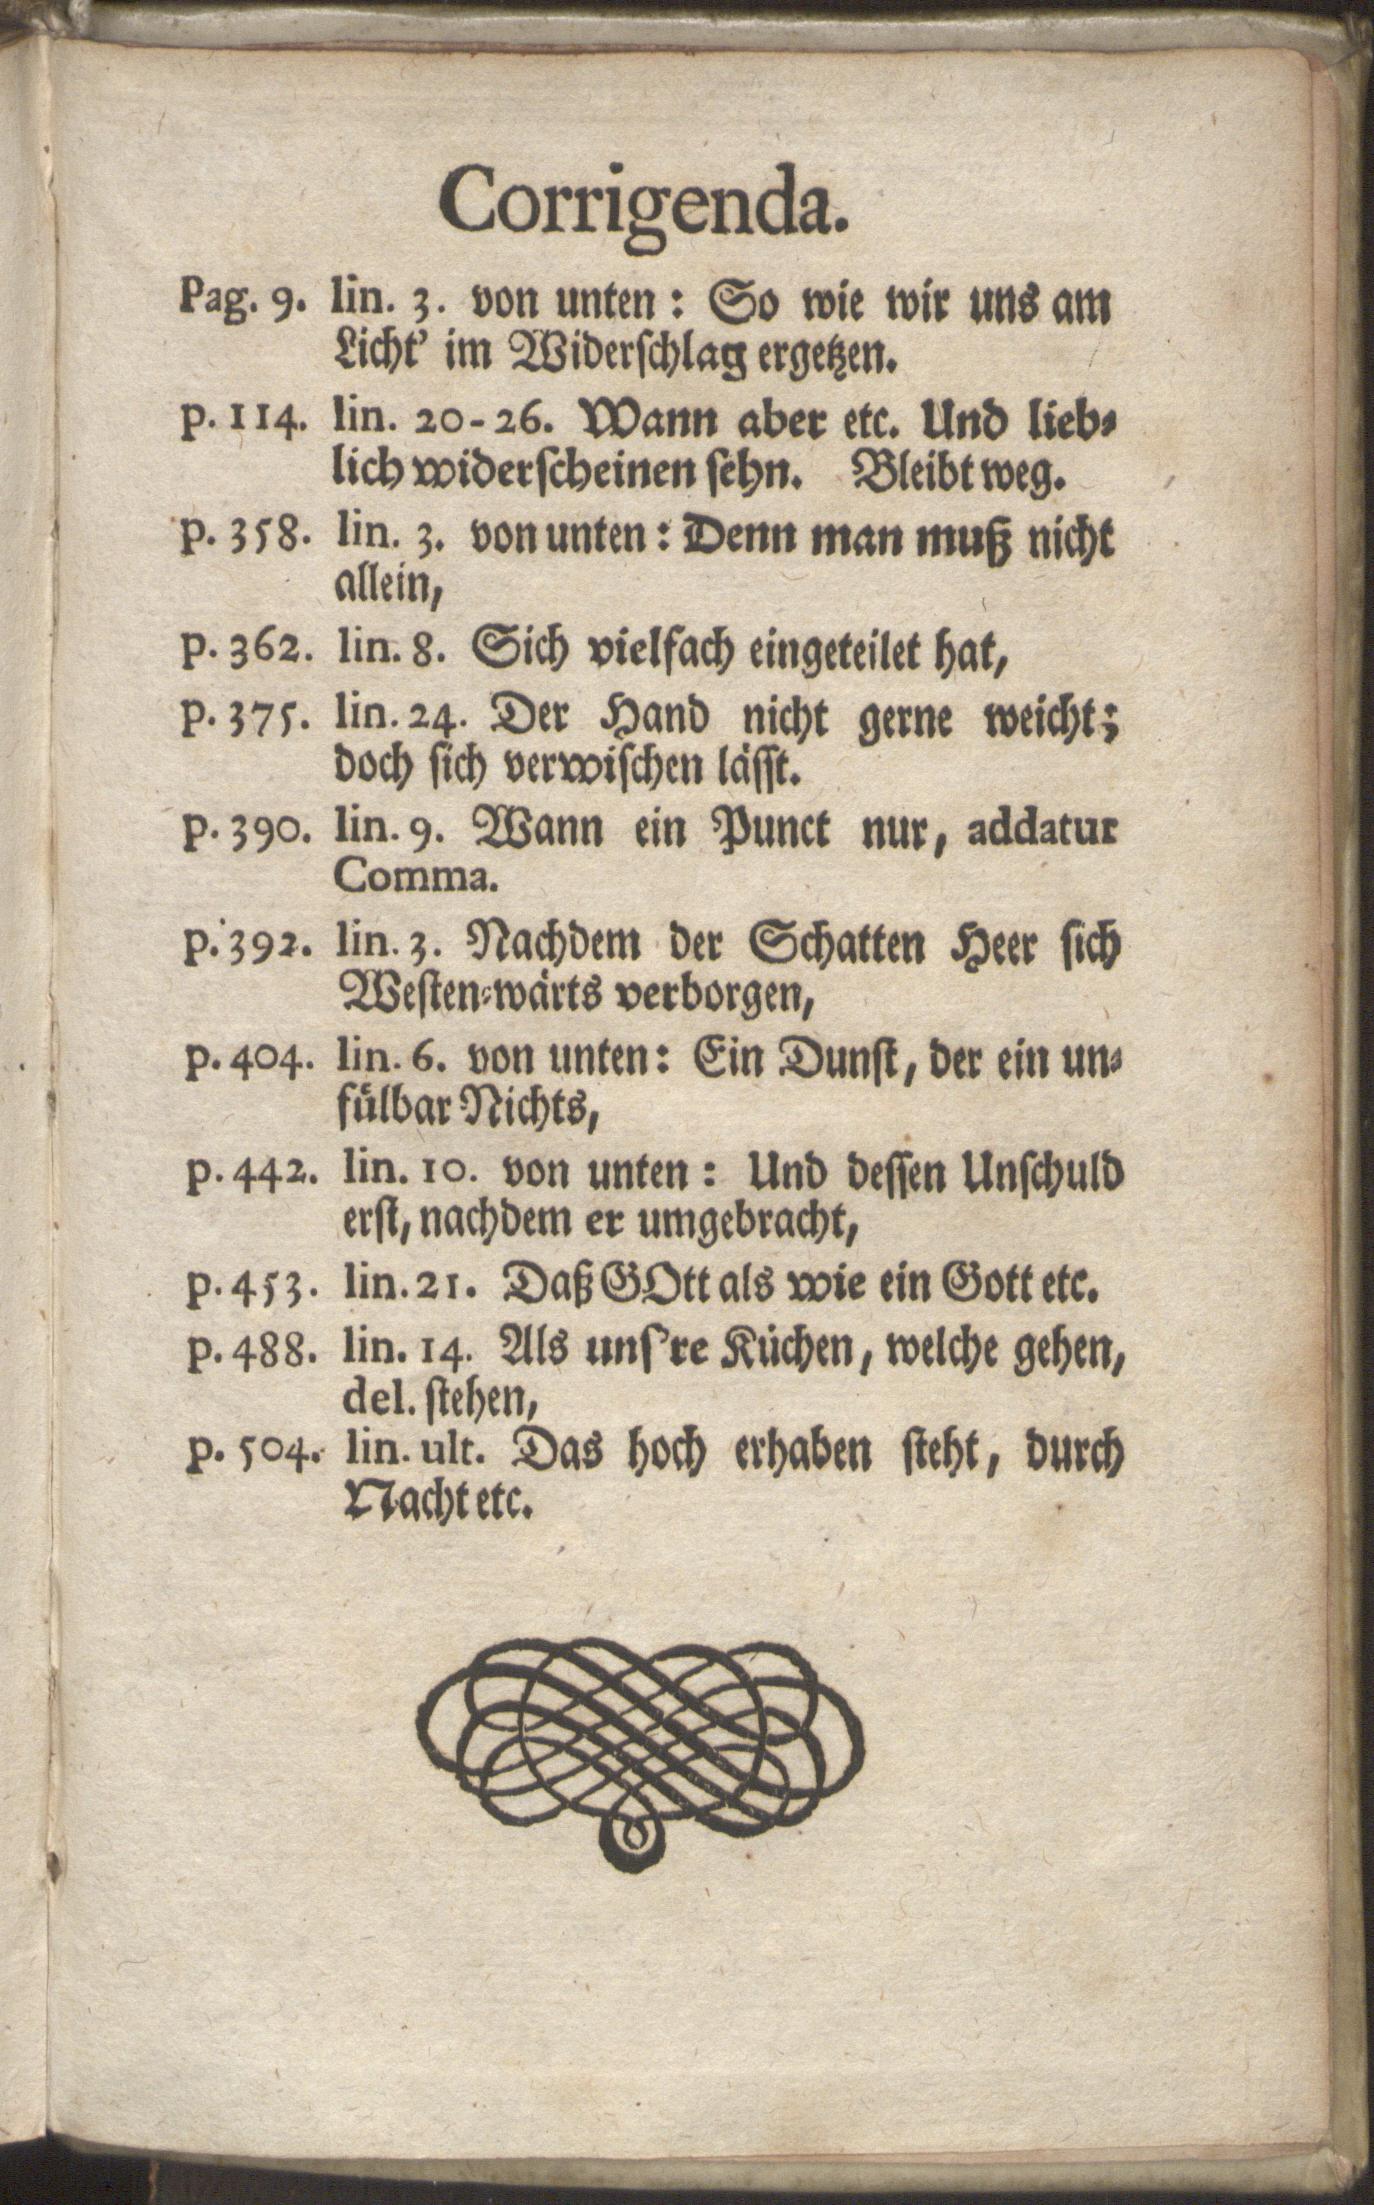 Corrigenda.
Pag. 9. lin. 3. von unten: So wie wir uns am
Licht’ im Widerſchlag ergetzen.
p. 114. lin. 20-26. Wann aber etc. Und lieb⸗
lich widerſcheinen ſehn. Bleibt weg.
p. 358. lin. 3. von unten: Denn man muß nicht
allein,
p. 362. lin. 8. Sich vielfach eingeteilet hat,
p. 375. lin. 24. Der Hand nicht gerne weicht;
doch ſich verwiſchen läſſt.
p. 390. lin. 9. Wann ein Punct nur, addatur
Comma.
p. 392. lin. 3. Nachdem der Schatten Heer ſich
Weſten⸗wärts verborgen,
p. 404. lin. 6. von unten: Ein Dunſt, der ein un⸗
fülbar Nichts,
p. 442. lin. 10. von unten: Und deſſen Unſchuld
erſt, nachdem er umgebracht,
p. 453. lin. 21. Daß GOtt als wie ein Gott etc.
p. 488. lin. 14. Als unſ’re Küchen, welche gehen,
del. ſtehen,
p. 504. lin. ult. Das hoch erhaben ſteht, durch
Nacht etc.